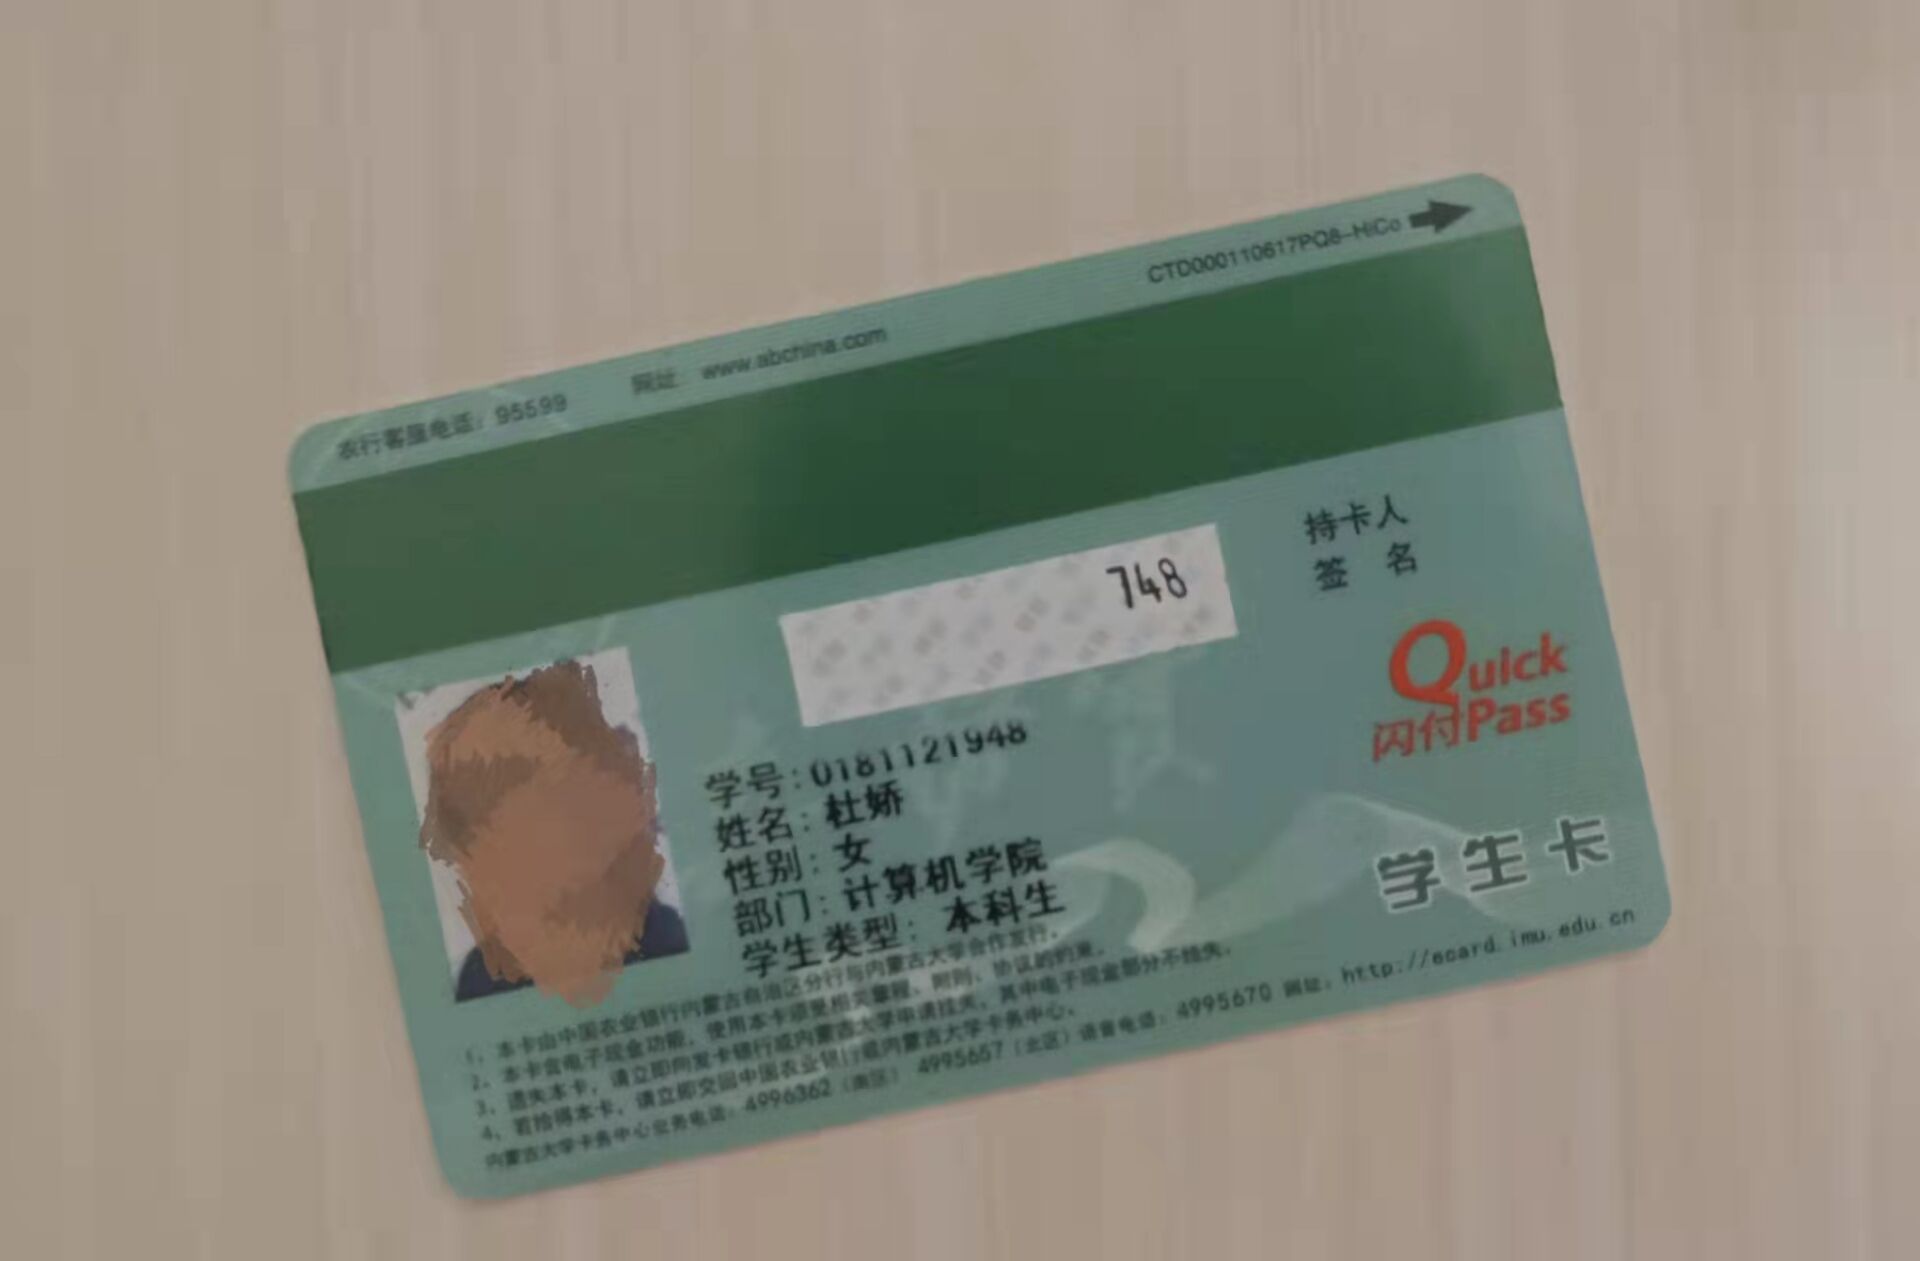 农行客服电话：95599 网址：www.abchina.com CTD000110617PQ8-HiCo
748
持卡人
签 名
Quick
闪付Pass
学号：0181121948
姓名：杜娇
性别：女
部门：计算机学院
学生类型：本科生
学生卡
1、本卡由中国农业银行内蒙古自治区分行与内蒙古大学合作发行。
2、本卡含电子现金功能，使用本卡须受相关章程、附则、协议的约束。
3、遗失本卡，请立即向发卡银行或内蒙古大学申请挂失，其中电子现金部分不挂失。
4、若拾得本卡，请立即交回中国农业银行或内蒙古大学卡务中心。
内蒙古大学卡务中心业务电话：4996362（南区） 4995657（北区）语音电话：4995670 网址：http://ecard.imu.edu.cn